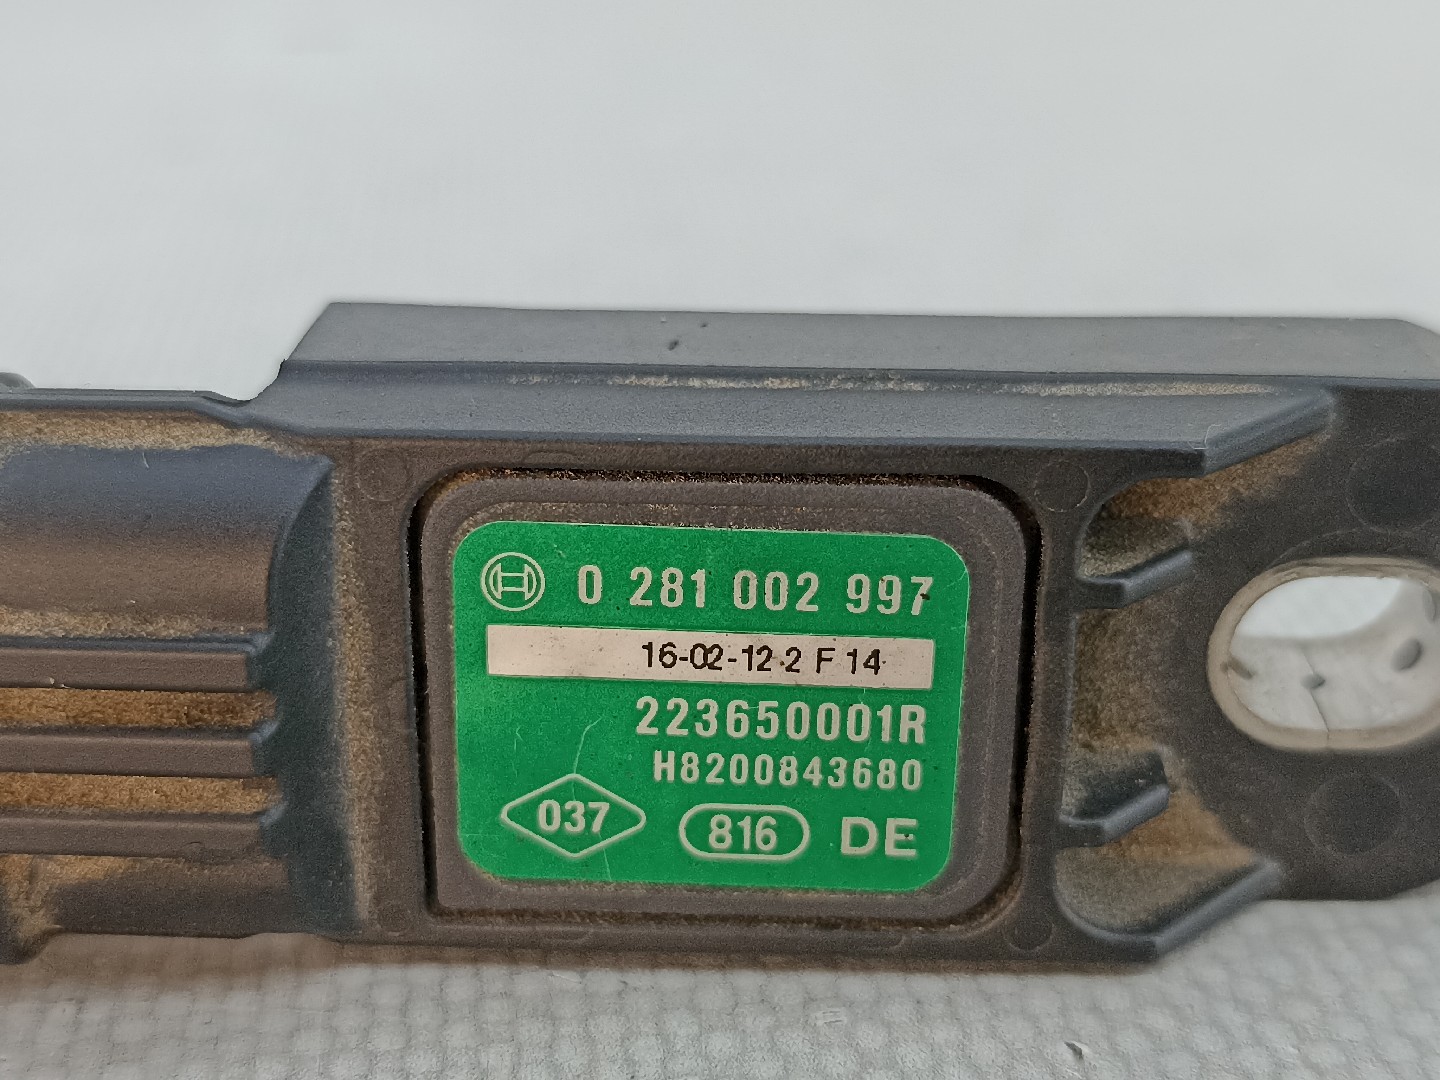 0 281 002 997
16-02-12 2 F 14
223650001R
H8200843680
037 816 DE